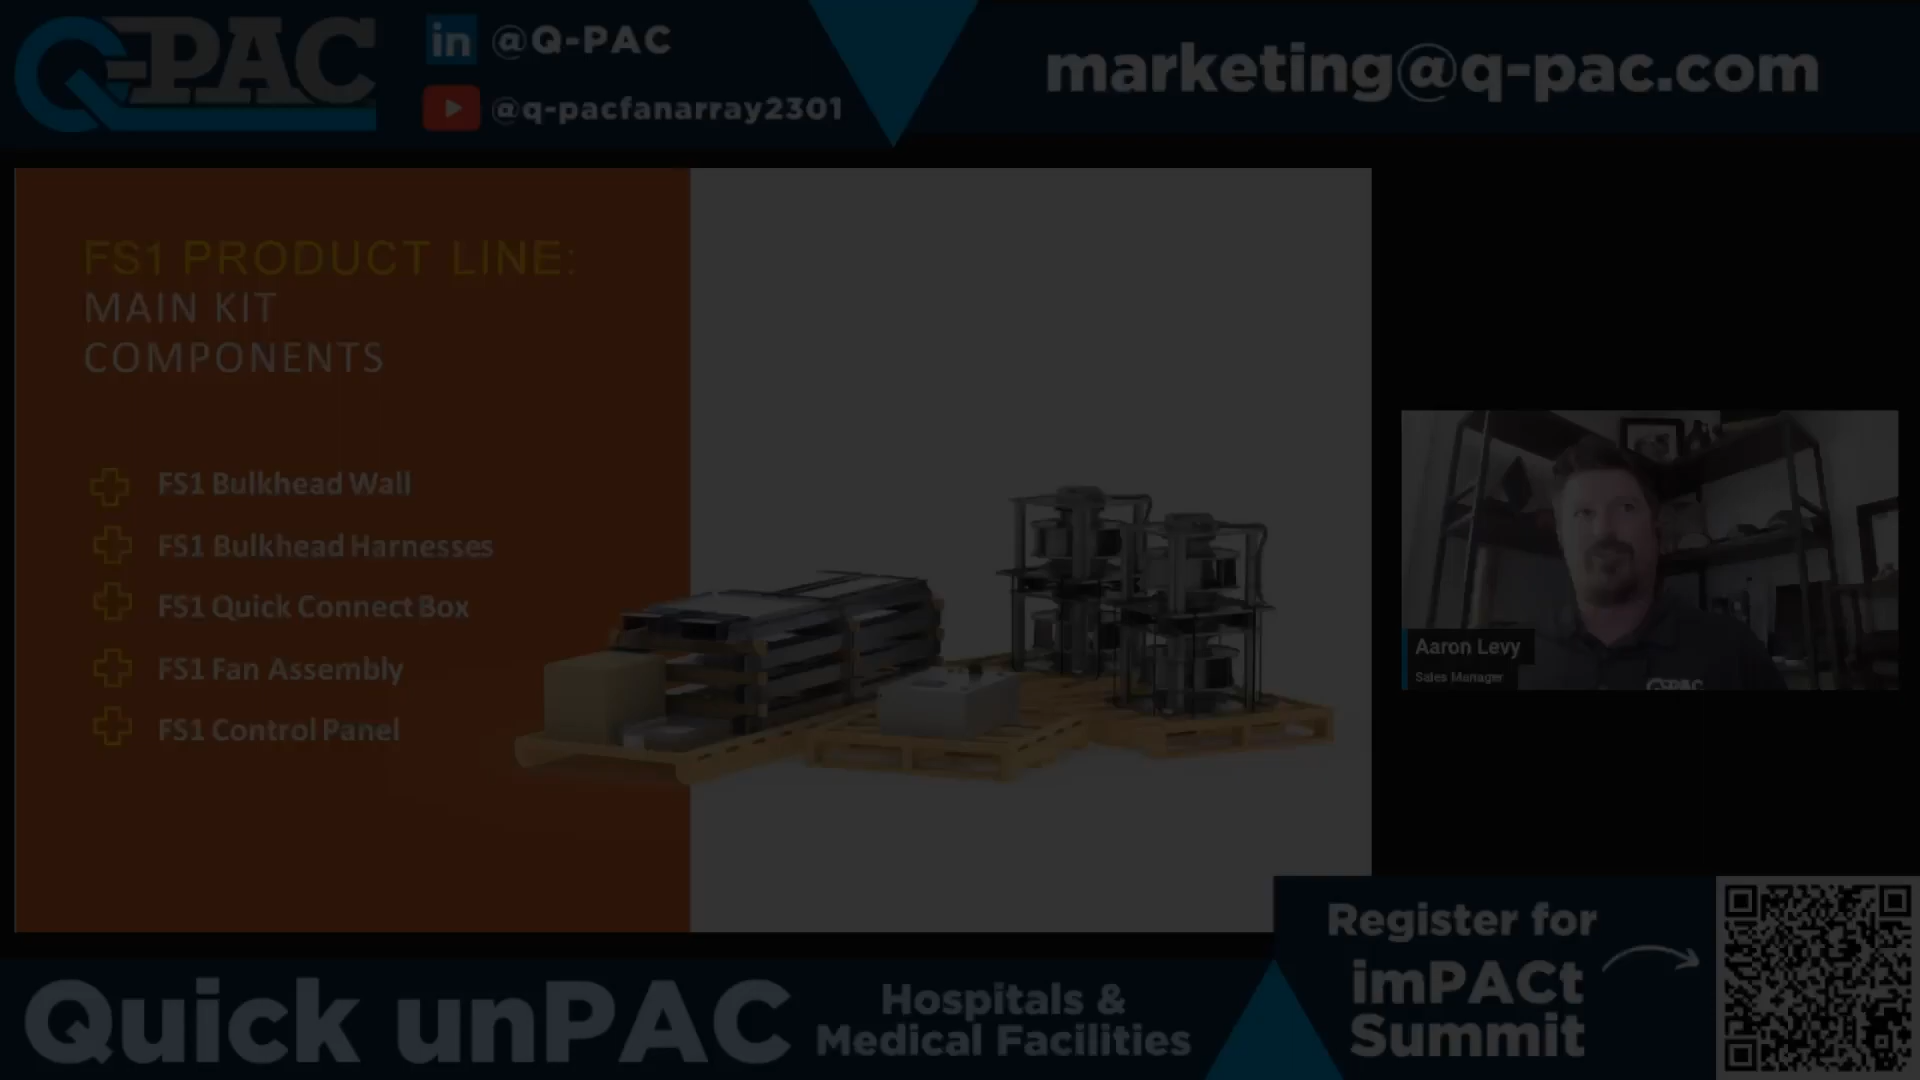 Q-PAC
in @Q-PAC
@q-pacfanarray2301
marketing@q-pac.com
FS1 PRODUCT LINE:
MAIN KIT
COMPONENTS
FS1 Bulkhead Wall
FS1 Bulkhead Harnesses
FS1 Quick Connect Box
FS1 Fan Assembly
FS1 Control Panel
Aaron Levy
Sales Manager
Q-PAC
Quick unPAC
Hospitals &
Medical Facilities
Register for
imPACt
Summit